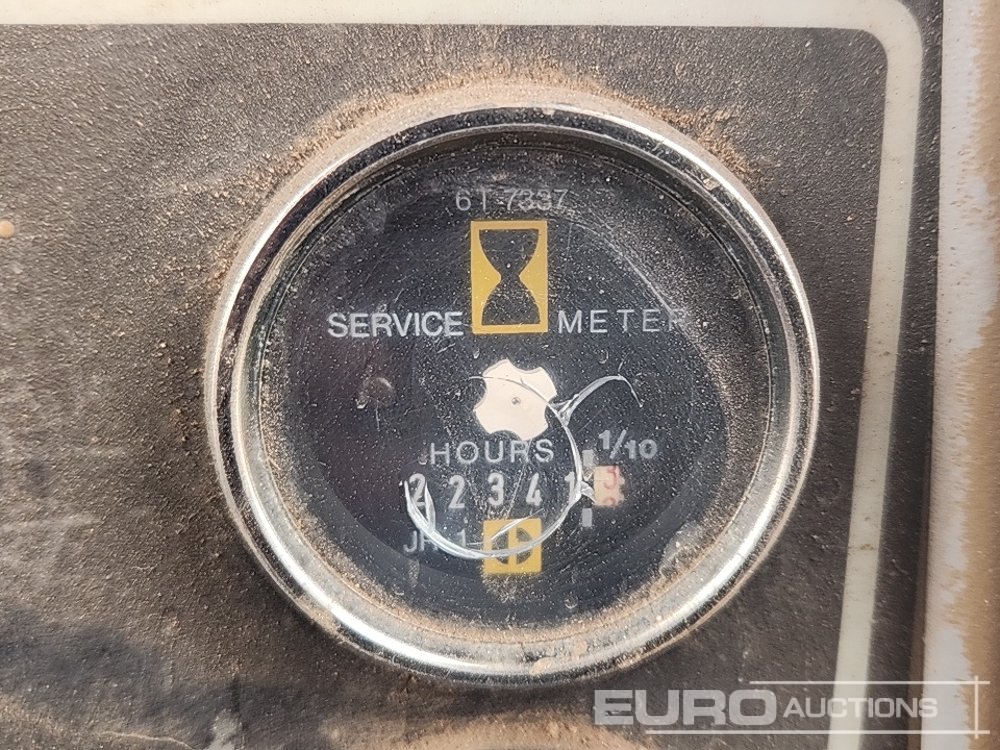 6T-7337
SERVICE METER
HOURS 1/10
2 2 3 4 1
EURO AUCTIONS